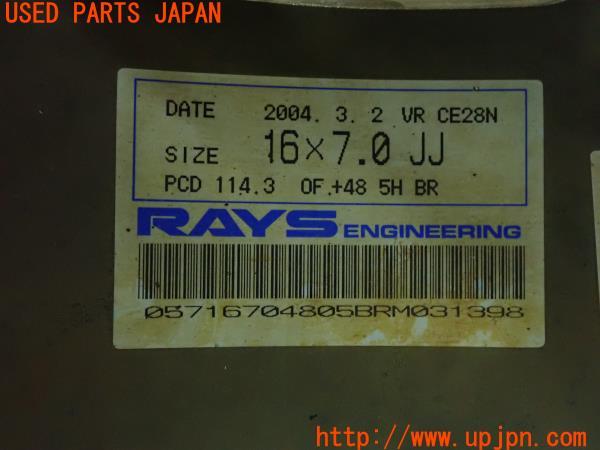 USED PARTS JAPAN
DATE 2004. 3. 2 VR CE28N
SIZE 16×7.0 JJ
PCD 114.3 OF.+48 5H BR
RAYS ENGINEERING
05716704805BRM031398
http://www.upjpn.com/